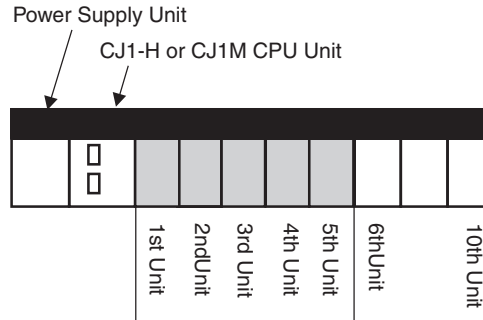 Power Supply Unit
CJ1-H or CJ1M CPU Unit
1st Unit
2ndUnit
3rd Unit
4th Unit
5th Unit
6thUnit
10th Unit